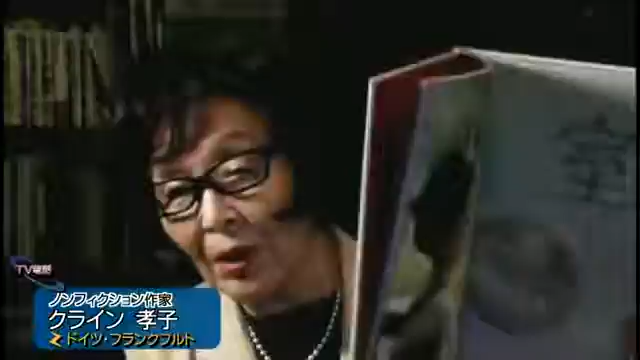 TV電話
ノンフィクション作家
クライン 孝子
ドイツ・フランクフルト